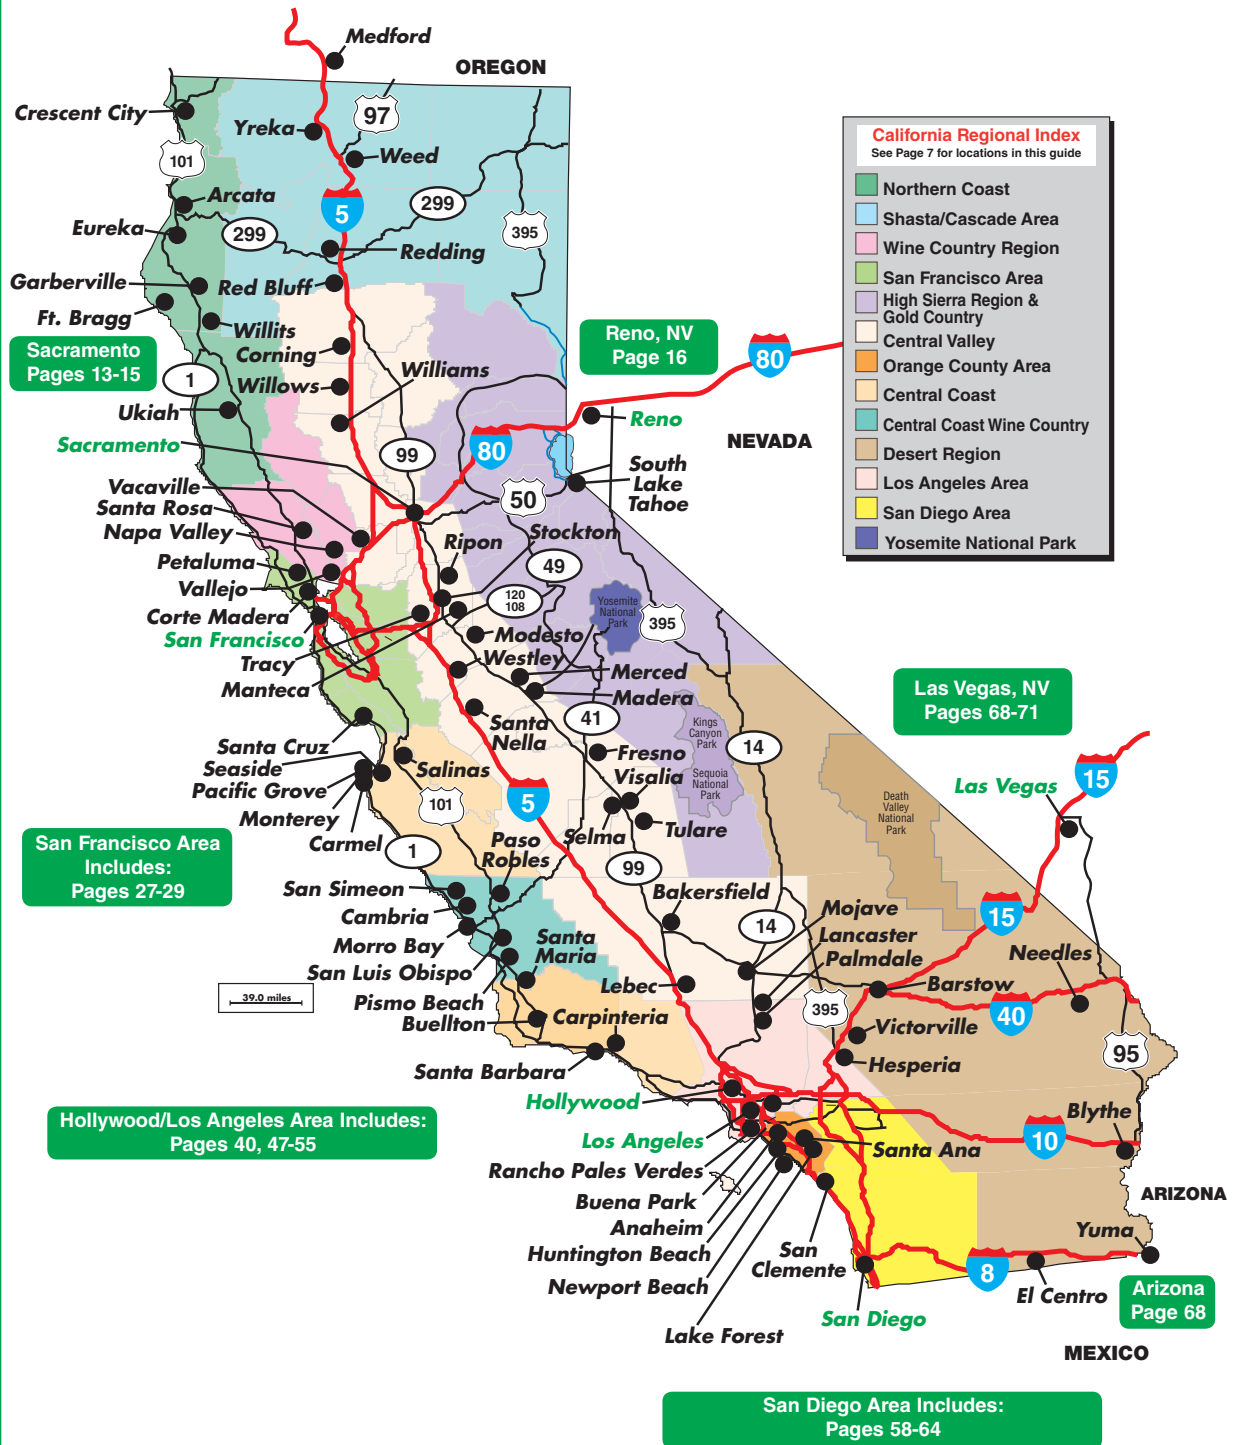 Medford
OREGON
Crescent City
97
Yreka
101
Weed
California Regional Index
See Page 7 for locations in this guide
Northern Coast
Shasta/Cascade Area
Wine Country Region
San Francisco Area
High Sierra Region &
Gold Country
Central Valley
Orange County Area
Central Coast
Central Coast Wine Country
Desert Region
Los Angeles Area
San Diego Area
Yosemite National Park
Arcata
5
299
Eureka
299
395
Redding
Garberville
Red Bluff
Ft. Bragg
Willits
Reno, NV
Page 16
80
Sacramento
Pages 13-15
Corning
1
Willows
Williams
Ukiah
Reno
Sacramento
NEVADA
99
80
South
Lake
Tahoe
Vacaville
50
Santa Rosa
Napa Valley
Stockton
Ripon
Petaluma
49
Vallejo
120
108
Yosemite
National
Park
395
Corte Madera
San Francisco
Modesto
Tracy
Westley
Merced
Manteca
Madera
Las Vegas, NV
Pages 68-71
41
Santa
Nella
Kings
Canyon
Park
14
Santa Cruz
Fresno
Seaside
Salinas
Visalia
Sequoia
National
Park
15
Pacific Grove
Las Vegas
5
101
Death
Valley
National
Park
Monterey
Selma
Tulare
Carmel
1
Paso
Robles
San Francisco Area
Includes:
Pages 27-29
99
San Simeon
Bakersfield
Cambria
14
Mojave
15
Morro Bay
Santa
Maria
Lancaster
Needles
San Luis Obispo
Palmdale
Lebec
Barstow
39.0 miles
Pismo Beach
395
40
Buellton
Carpinteria
Victorville
95
Santa Barbara
Hesperia
Hollywood
Blythe
Hollywood/Los Angeles Area Includes:
Pages 40, 47-55
Los Angeles
10
Santa Ana
Rancho Pales Verdes
Buena Park
ARIZONA
Anaheim
Yuma
Huntington Beach
San
Clemente
8
Newport Beach
El Centro
Arizona
Page 68
San Diego
Lake Forest
MEXICO
San Diego Area Includes:
Pages 58-64